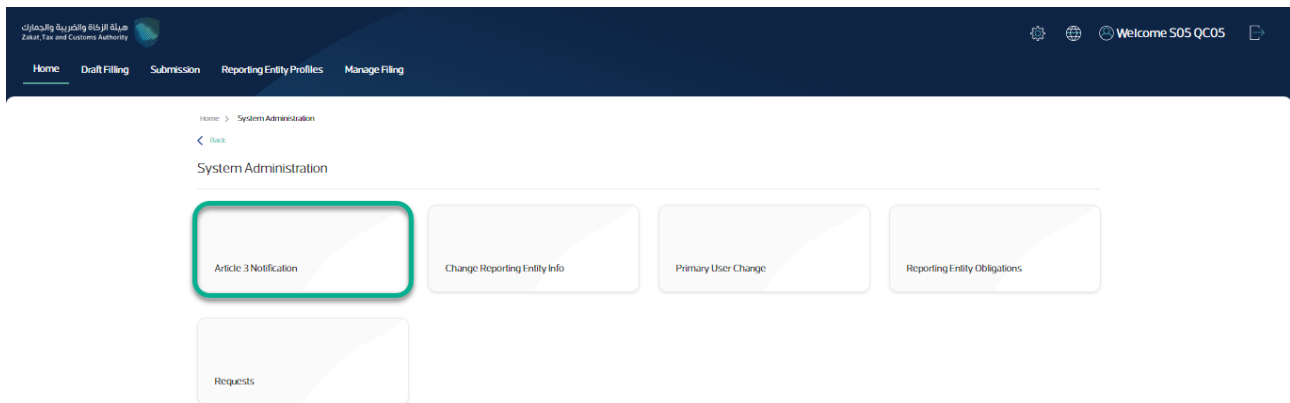 هيئة الزكاة والضريبة والجمارك
Zakat, Tax and Customs Authority
Welcome S05 QC05
Home Draft Filling Submission Reporting Entity Profiles Manage Filing
Home > System Administration
Back
System Administration
Article 3 Notification Change Reporting Entity Info Primary User Change Reporting Entity Obligations
Requests